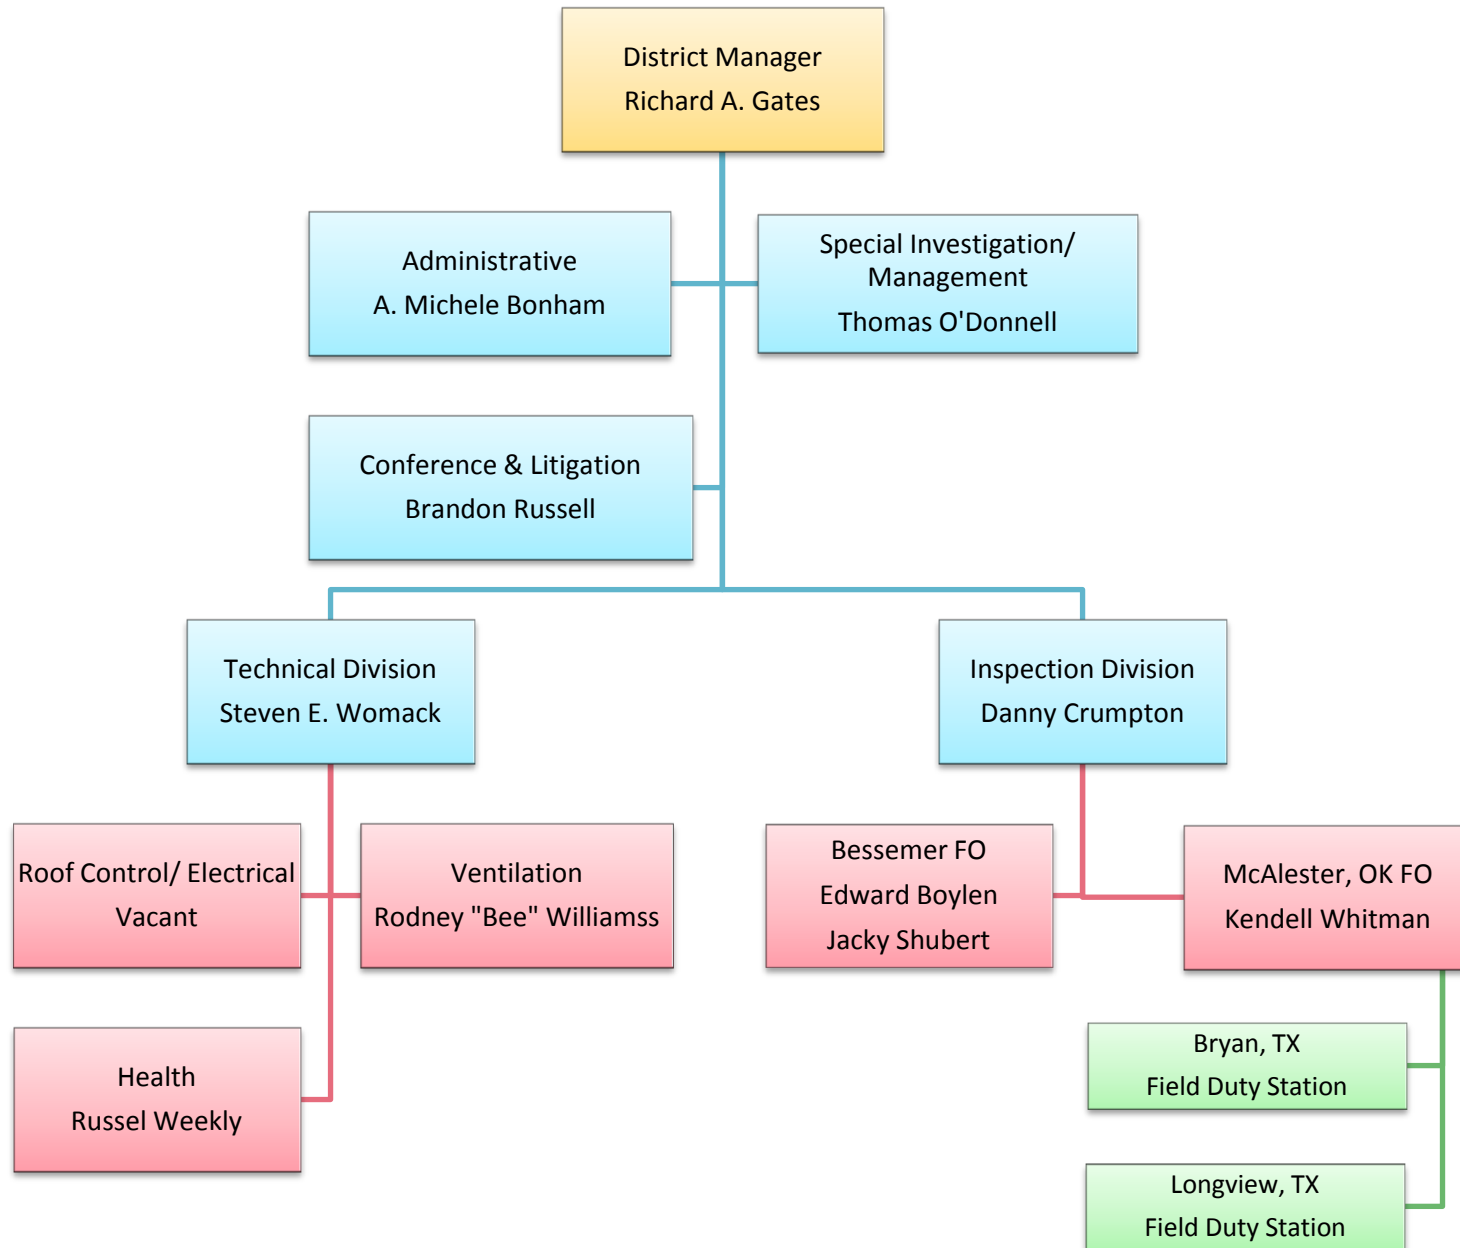 District Manager
Richard A. Gates
Administrative
A. Michele Bonham
Special Investigation/
Management
Thomas O'Donnell
Conference & Litigation
Brandon Russell
Technical Division
Steven E. Womack
Inspection Division
Danny Crumpton
Roof Control/ Electrical
Vacant
Ventilation
Rodney "Bee" Williamss
Bessemer FO
Edward Boylen
Jacky Shubert
McAlester, OK FO
Kendell Whitman
Health
Russel Weekly
Bryan, TX
Field Duty Station
Longview, TX
Field Duty Station